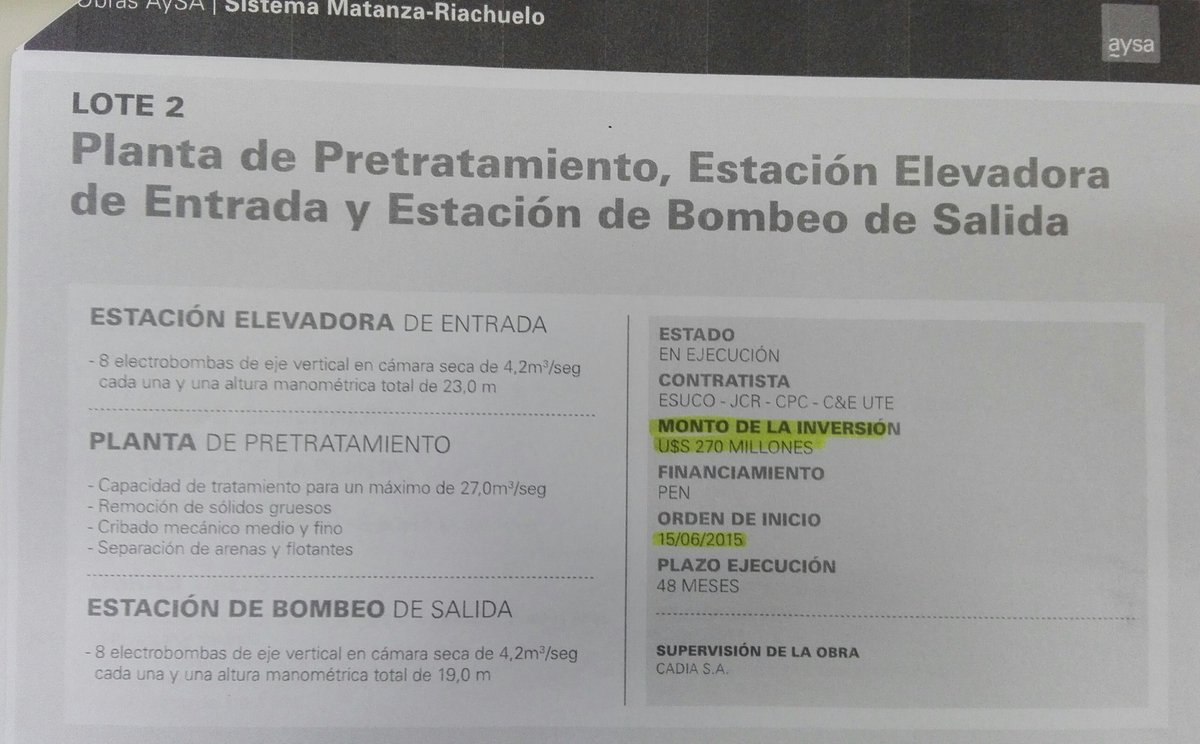 Obras AySA | Sistema Matanza-Riachuelo
aysa
LOTE 2
Planta de Pretratamiento, Estación Elevadora
de Entrada y Estación de Bombeo de Salida
ESTACIÓN ELEVADORA DE ENTRADA
- 8 electrobombas de eje vertical en cámara seca de 4,2m³/seg
cada una y una altura manométrica total de 23,0 m
PLANTA DE PRETRATAMIENTO
- Capacidad de tratamiento para un máximo de 27,0m³/seg
- Remoción de sólidos gruesos
- Cribado mecánico medio y fino
- Separación de arenas y flotantes
ESTACIÓN DE BOMBEO DE SALIDA
- 8 electrobombas de eje vertical en cámara seca de 4,2m³/seg
cada una y una altura manométrica total de 19,0 m
ESTADO
EN EJECUCIÓN
CONTRATISTA
ESUCO - JCR - CPC - C&E UTE
MONTO DE LA INVERSIÓN
U$S 270 MILLONES
FINANCIAMIENTO
PEN
ORDEN DE INICIO
15/06/2015
PLAZO EJECUCIÓN
48 MESES
SUPERVISIÓN DE LA OBRA
CADIA S.A.